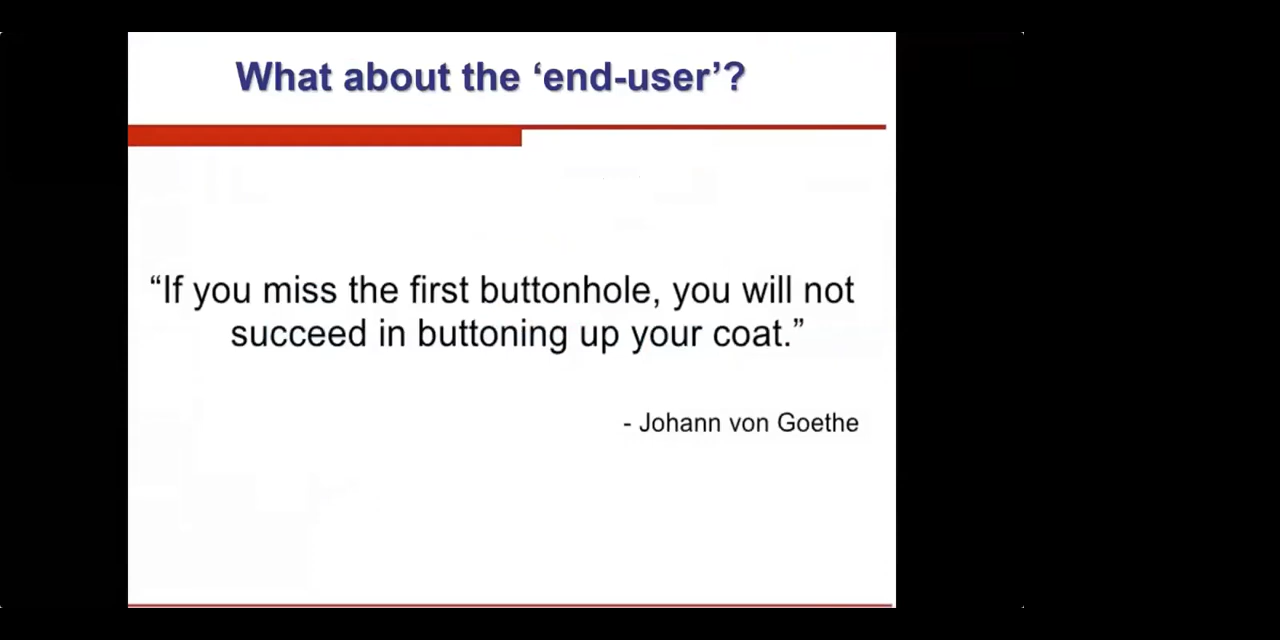 What about the ‘end-user’?
“If you miss the first buttonhole, you will not
succeed in buttoning up your coat.”
- Johann von Goethe